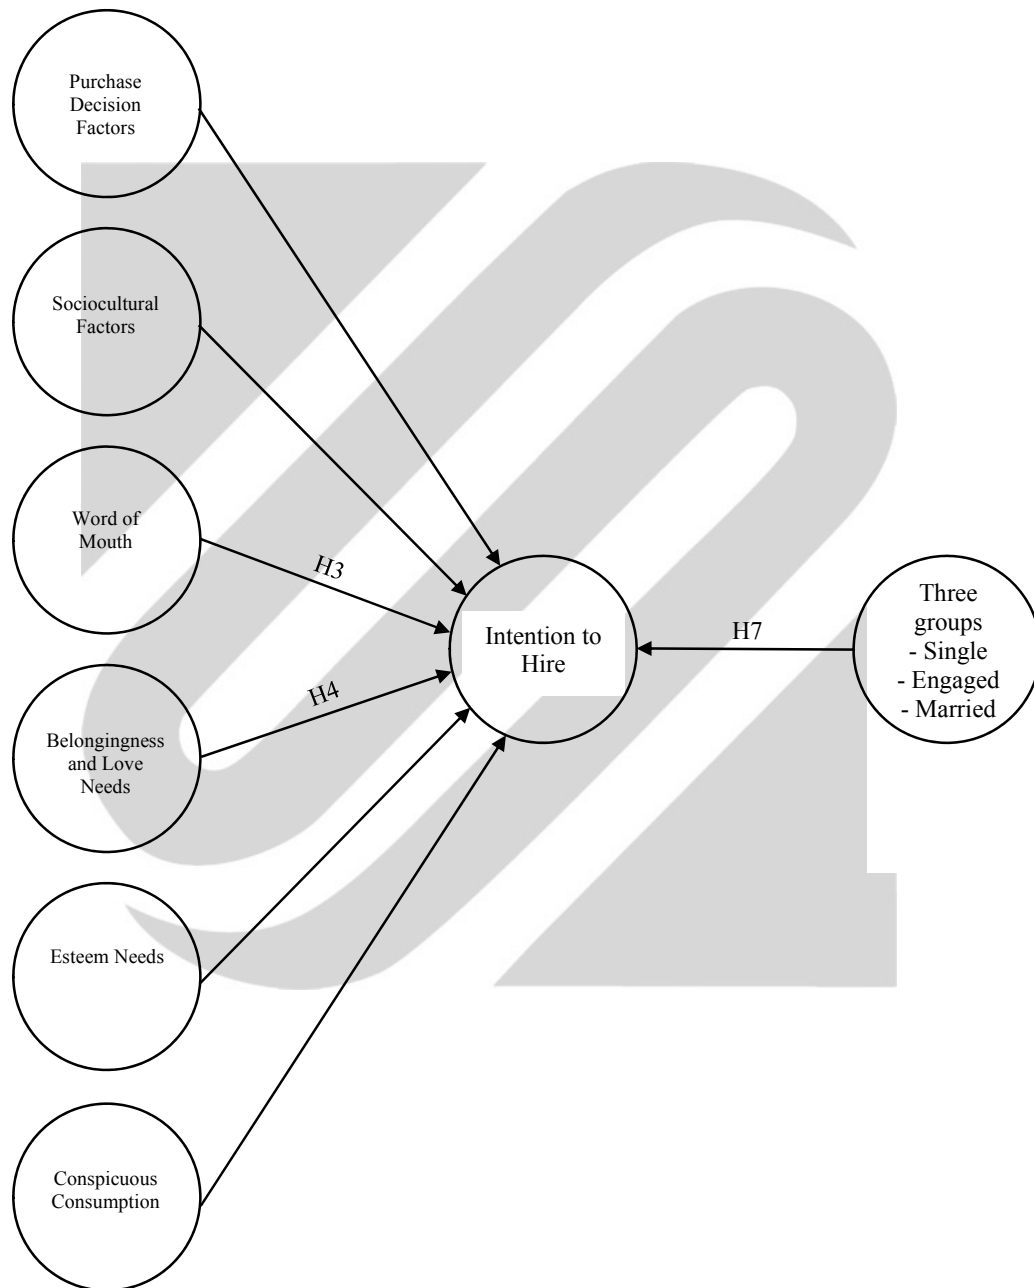 Purchase
Decision
Factors
Sociocultural
Factors
Word of
Mouth
H3
Belongingness
and Love
Needs
H4
Esteem Needs
Conspicuous
Consumption
Intention to
Hire
H7
Three
groups
- Single
- Engaged
- Married